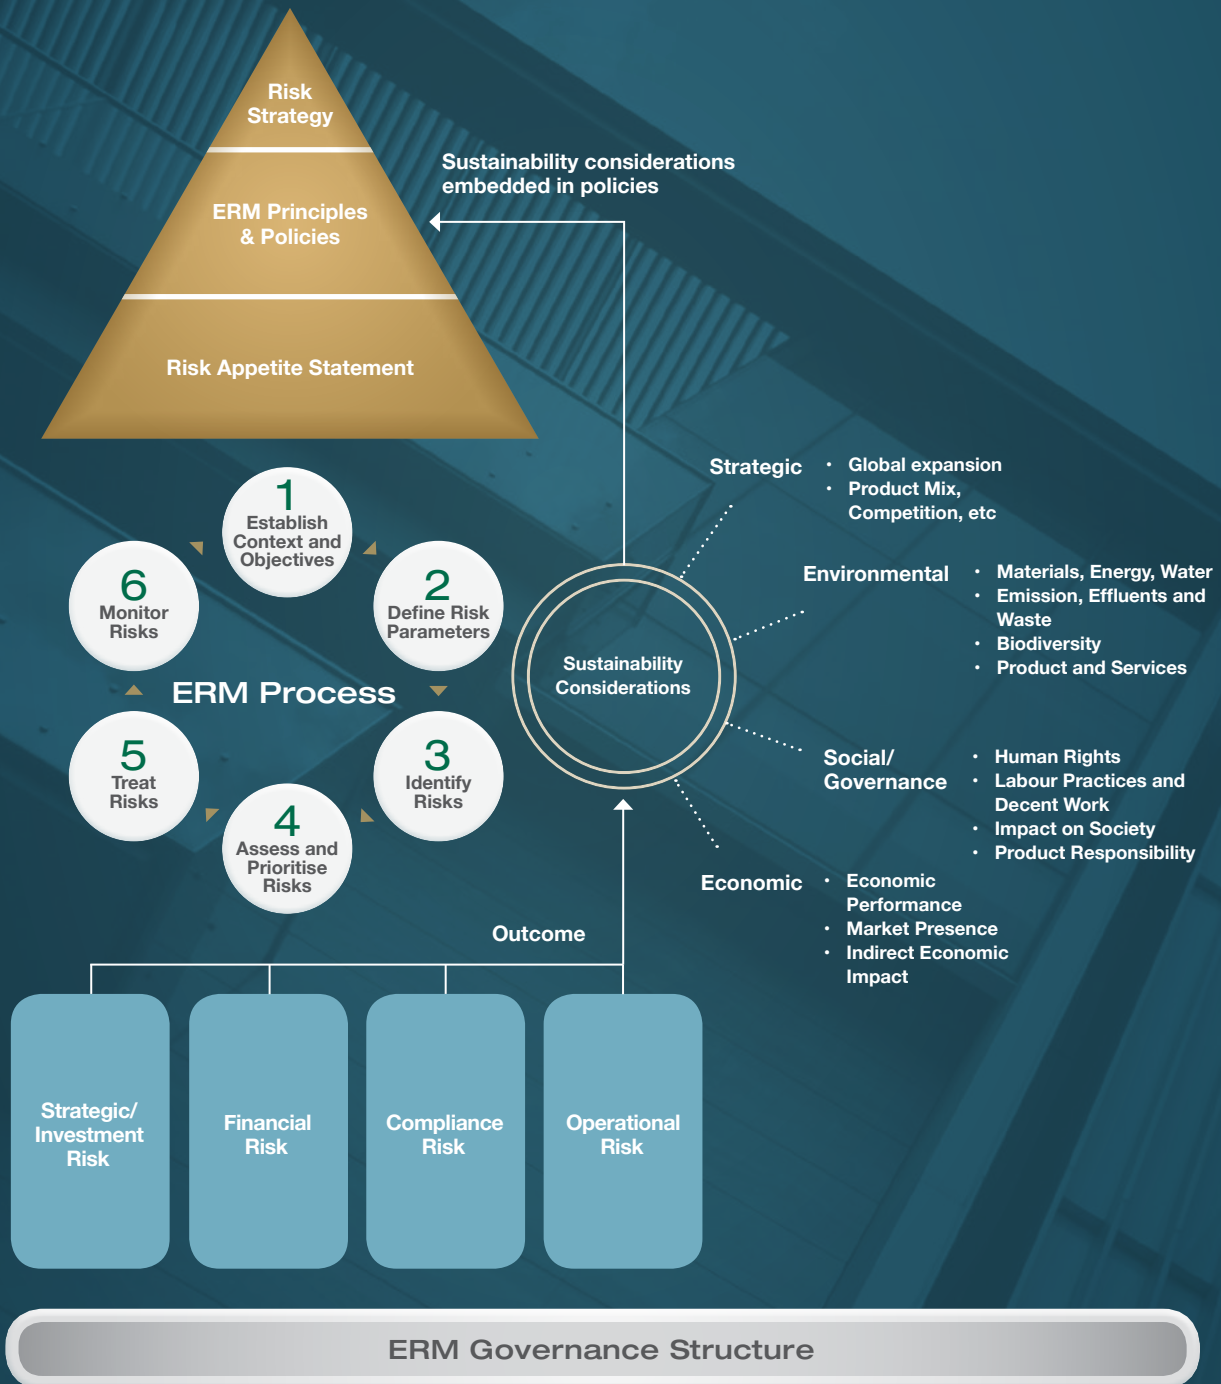 Risk
Strategy
Sustainability considerations
embedded in policies
ERM Principles
& Policies
Risk Appetite Statement
1
Establish
Context and
Objectives
2
Define Risk
Parameters
3
Identify
Risks
4
Assess and
Prioritise
Risks
5
Treat
Risks
6
Monitor
Risks
ERM Process
Sustainability
Considerations
Strategic
• Global expansion
• Product Mix,
Competition, etc
Environmental
• Materials, Energy, Water
• Emission, Effluents and
Waste
• Biodiversity
• Product and Services
Social/
Governance
• Human Rights
• Labour Practices and
Decent Work
• Impact on Society
• Product Responsibility
Economic
• Economic
Performance
• Market Presence
• Indirect Economic
Impact
Outcome
Strategic/
Investment
Risk
Financial
Risk
Compliance
Risk
Operational
Risk
ERM Governance Structure